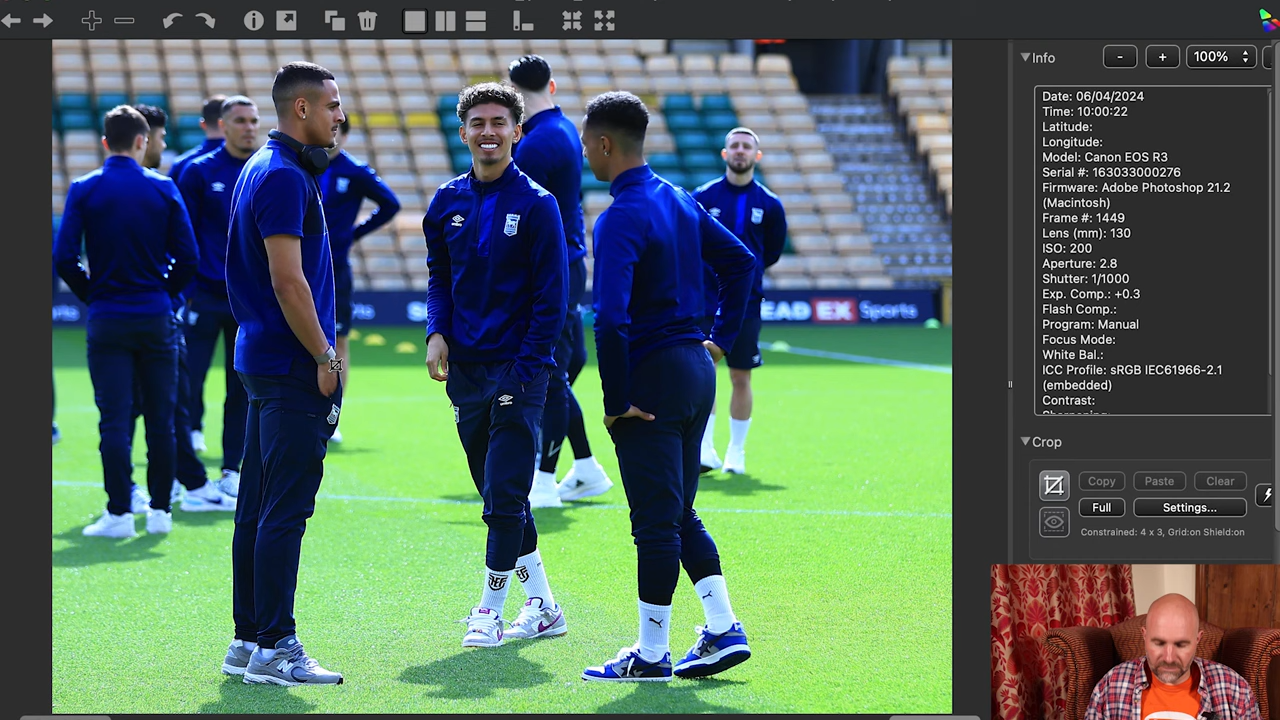 Info
-
+
100%
Date: 06/04/2024
Time: 10:00:22
Latitude:
Longitude:
Model: Canon EOS R3
Serial #: 163033000276
Firmware: Adobe Photoshop 21.2
(Macintosh)
Frame #: 1449
Lens (mm): 130
ISO: 200
Aperture: 2.8
Shutter: 1/1000
Exp. Comp.: +0.3
Flash Comp.:
Program: Manual
Focus Mode:
White Bal.:
ICC Profile: sRGB IEC61966-2.1
(embedded)
Contrast:
Crop
Copy
Paste
Clear
Full
Settings...
Constrained: 4 x 3, Grid:on Shield:on
EAD EX Sports
umbro